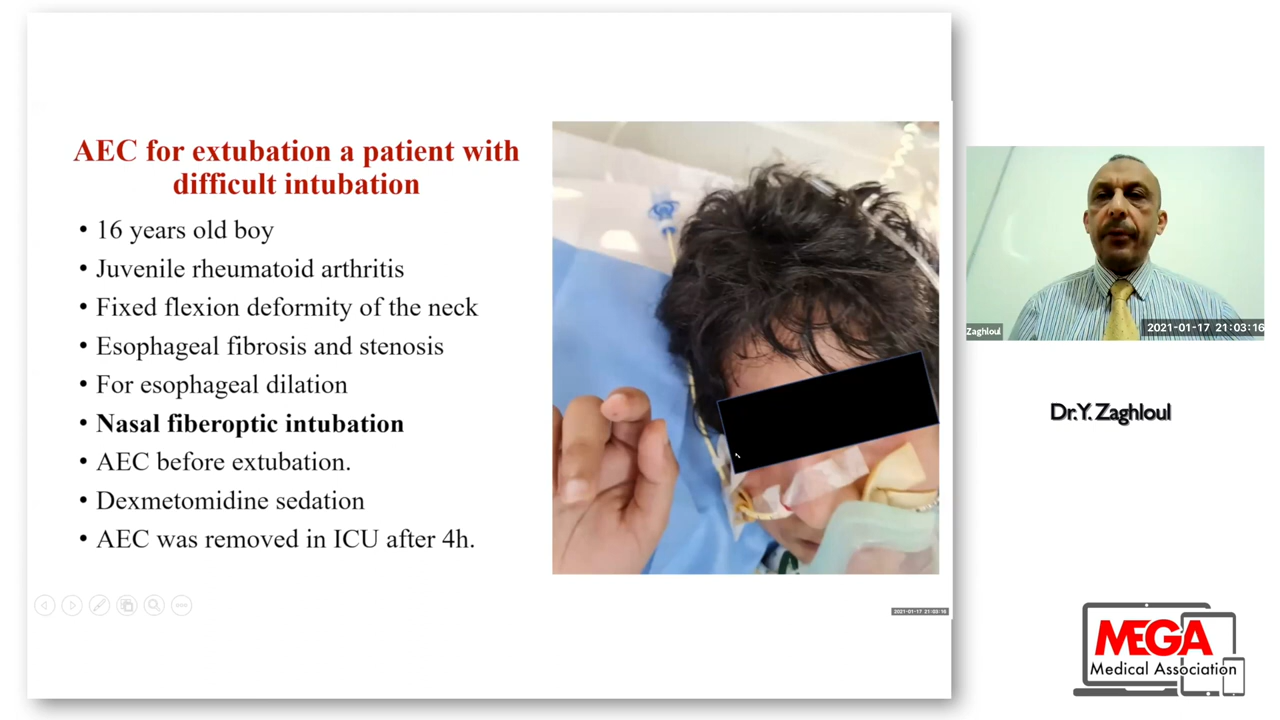 AEC for extubation a patient with
difficult intubation
• 16 years old boy
• Juvenile rheumatoid arthritis
• Fixed flexion deformity of the neck
• Esophageal fibrosis and stenosis
• For esophageal dilation
• Nasal fiberoptic intubation
• AEC before extubation.
• Dexmetomidine sedation
• AEC was removed in ICU after 4h.
2021-01-17 21:03:16
Zaghloul
2021-01-17 21:03:16
Dr.Y. Zaghloul
MEGA
Medical Association